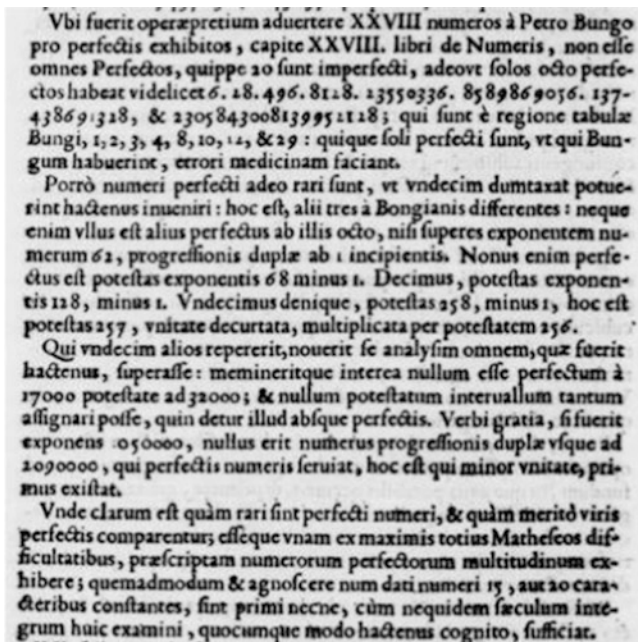 Vbi fuerit operæpretium aduertere XXVIII numeros à Petro Bungo
pro perfectis exhibitos, capite XXVIII. libri de Numeris, non esse
omnes Perfectos, quippe 20 sunt imperfecti, adeovt solos octo perfe-
ctos habeat videlicet 6. 28. 496. 8128. 23550336. 8589869056. 137-
438691328, & 2305843008139952128; qui sunt è regione tabulæ
Bungi, 1, 2, 3, 4, 8, 10, 12, & 29: quique soli perfecti sunt, vt qui Bun-
gum habuerint, errori medicinam faciant.
Porrò numeri perfecti adeo rari sunt, vt vndecim dumtaxat potue-
rint hactenus inueniri: hoc est, alii tres à Bongianis differentes: neque
enim vllus est alius perfectus ab illis octo, nisi superes exponentem nu-
merum 62, progressionis duplæ ab 1 incipientis. Nonus enim perfe-
ctus est potestas exponentis 68 minus 1. Decimus, potestas exponen-
tis 128, minus 1. Vndecimus denique, potestas 258, minus 1, hoc est
potestas 257, vnitate decurtata, multiplicata per potestatem 256.
Qui vndecim alios repererit, nouerit se analysim omnem, quæ fuerit
hactenus, superasse: memineritque interea nullum esse perfectum à
17000 potestate ad 32000; & nullum potestatum interuallum tantum
assignari posse, quin detur illud absque perfectis. Verbi gratia, si fuerit
exponens 1050000, nullus erit numerus progressionis duplæ vsque ad
2090000, qui perfectis numeris seruiat, hoc est qui minor vnitate, pri-
mus existat.
Vnde clarum est quàm rari sint perfecti numeri, & quàm meritò viris
perfectis comparentur; esseque vnam ex maximis totius Matheseos dif-
ficultatibus, præscriptam numerorum perfectorum multitudinem ex-
hibere; quemadmodum & agnoscere num dati numeri 15, aut 20 cara-
cteribus constantes, sint primi necne, cùm nequidem sæculum inte-
grum huic examini, quocumque modo hactenus cognito, sufficiat.